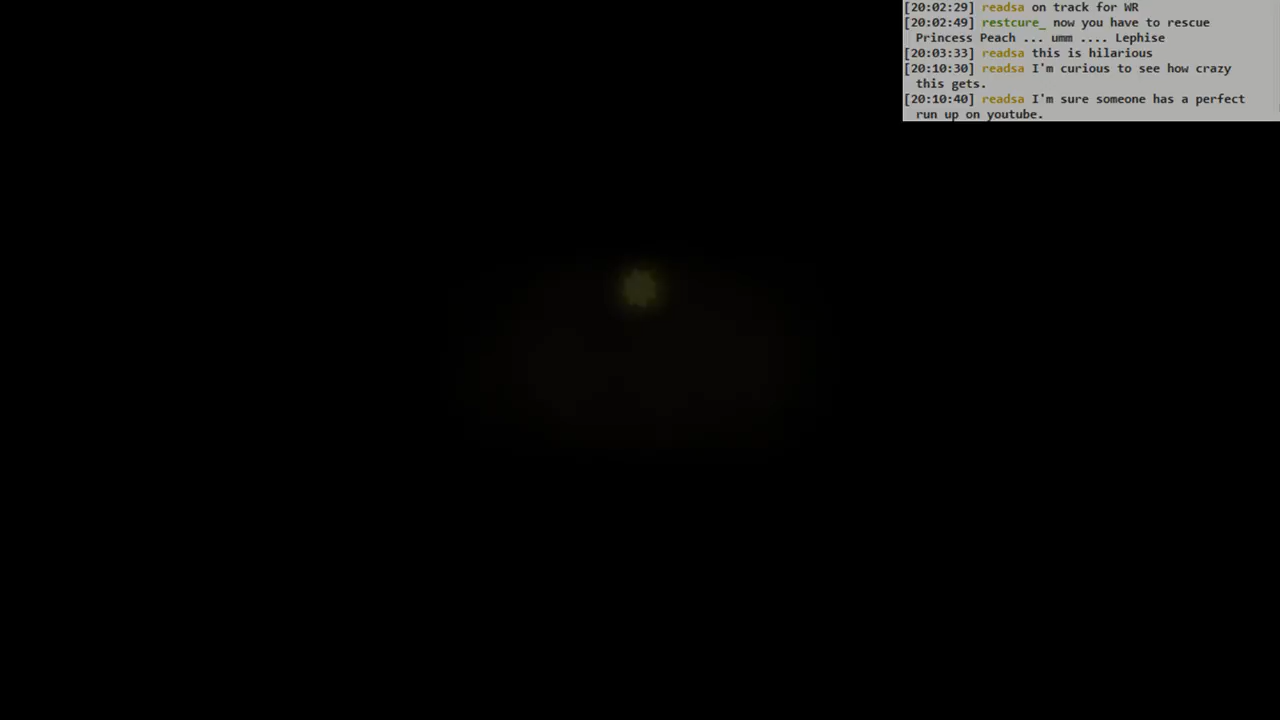 [20:02:29] readsa on track for WR
[20:02:49] restcure_ now you have to rescue
Princess Peach ... umm .... Lephise
[20:03:33] readsa this is hilarious
[20:10:30] readsa I'm curious to see how crazy
this gets.
[20:10:40] readsa I'm sure someone has a perfect
run up on youtube.